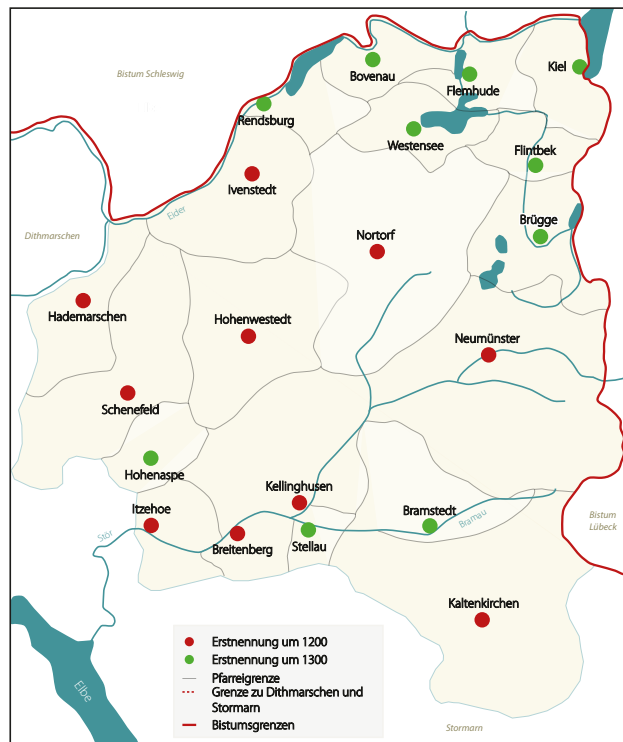 Bistum Schleswig
Bovenau
Flemhude
Kiel
Rendsburg
Westensee
Flintbek
Ivenstedt
Eider
Brügge
Dithmarschen
Nortorf
Hademarschen
Hohenwestedt
Neumünster
Schenefeld
Hohenaspe
Kellinghusen
Itzehoe
Bramstedt
Bramau
Bistum
Lübeck
Stör
Breitenberg
Stellau
Kaltenkirchen
Elbe
Erstnennung um 1200
Erstnennung um 1300
Pfarreigrenze
Grenze zu Dithmarschen und
Stormarn
Bistumsgrenzen
Stormarn